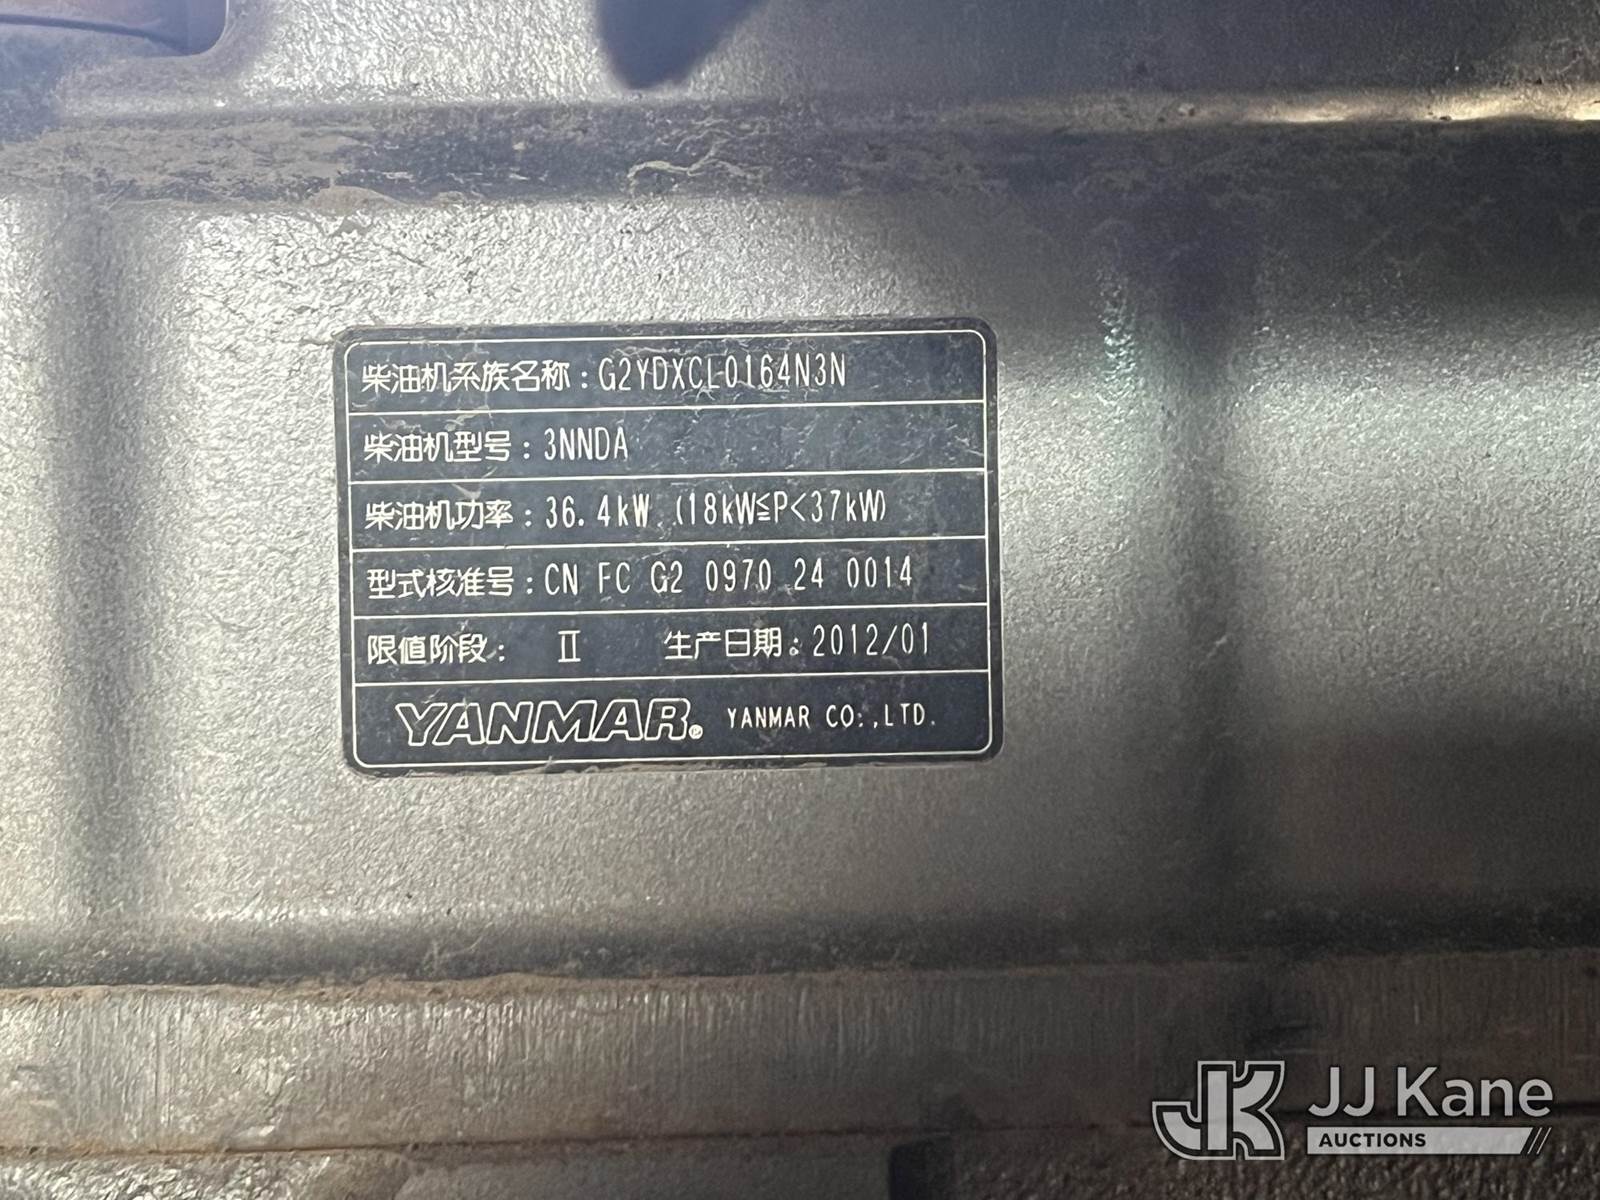 柴油机系族名称：G2YDXCL0164N3N
柴油机型号：3NNDA
柴油机功率：36.4kW (18kW≦P<37kW)
型式核准号：CN FC G2 0970 24 0014
限值阶段： Ⅱ 生产日期：2012/01
YANMAR® YANMAR CO.,LTD.
JK JJ Kane
AUCTIONS